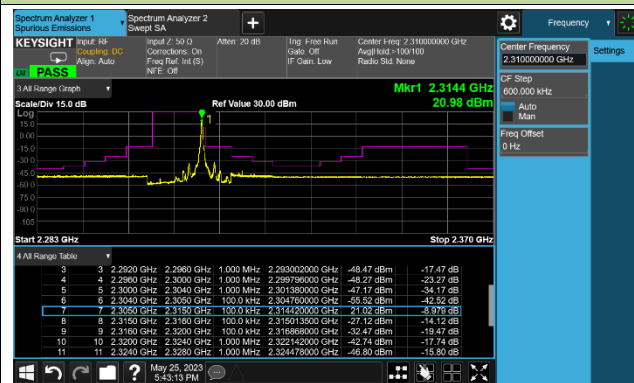 Spectrum Analyzer 1
Spurious Emissions
Spectrum Analyzer 2
Swept SA
Frequency
KEYSIGHT
Input: RF
Coupling: DC
Align: Auto
Input Z: 50 Ω
Corrections: On
Freq Ref: Int (S)
NFE: Off
Atten: 20 dB
Trig: Free Run
Gate: Off
IF Gain: Low
Center Freq: 2.310000000 GHz
Avg|Hold:>100/100
Radio Std: None
PASS
Center Frequency
2.310000000 GHz
Settings
CF Step
600.000 kHz
Auto
Man
Freq Offset
0 Hz
3 All Range Graph
Mkr1 2.3144 GHz
20.98 dBm
Scale/Div 15.0 dB
Ref Value 30.00 dBm
Log
15.0
0.00
-15.0
-30.0
-45.0
-60.0
-75.0
-90.0
-105
1
Start 2.283 GHz
Stop 2.370 GHz
4 All Range Table
3 3 2.2920 GHz 2.2960 GHz 1.000 MHz 2.293002000 GHz -48.47 dBm -17.47 dB
4 4 2.2960 GHz 2.3000 GHz 1.000 MHz 2.299796000 GHz -48.27 dBm -23.27 dB
5 5 2.3000 GHz 2.3040 GHz 1.000 MHz 2.301380000 GHz -47.17 dBm -34.17 dB
6 6 2.3040 GHz 2.3050 GHz 100.0 kHz 2.304760000 GHz -55.52 dBm -42.52 dB
7 7 2.3050 GHz 2.3150 GHz 100.0 kHz 2.314420000 GHz 21.02 dBm -8.979 dB
8 8 2.3150 GHz 2.3160 GHz 100.0 kHz 2.315013500 GHz -27.12 dBm -14.12 dB
9 9 2.3160 GHz 2.3200 GHz 100.0 kHz 2.316868000 GHz -32.47 dBm -19.47 dB
10 10 2.3200 GHz 2.3240 GHz 1.000 MHz 2.322142000 GHz -42.74 dBm -17.74 dB
11 11 2.3240 GHz 2.3280 GHz 1.000 MHz 2.324478000 GHz -46.80 dBm -15.80 dB
May 25, 2023
5:43:13 PM